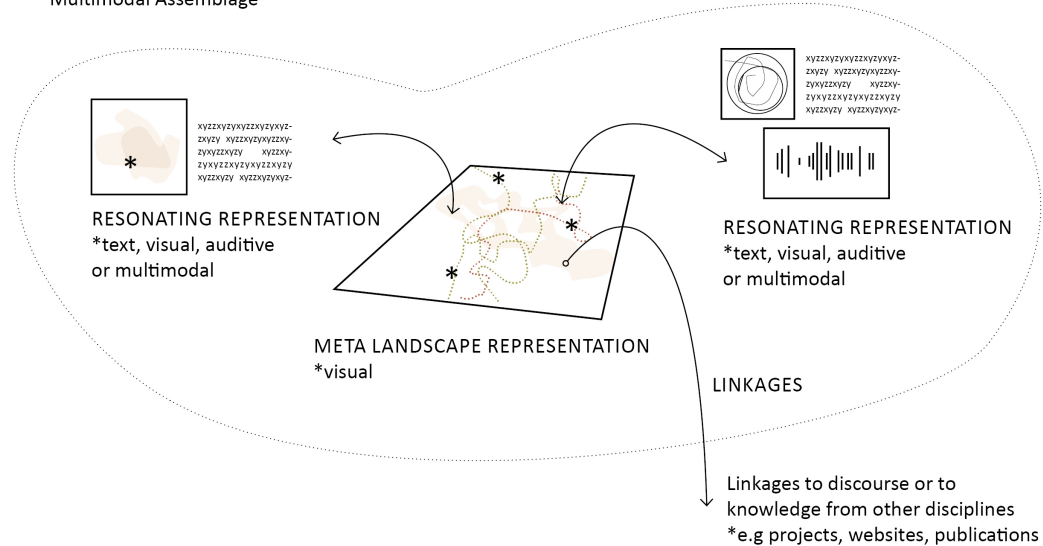 Multimodal Assemblage
xyzzxyzyxyzzxyzyxyz-
zxyzy xyzzxyzyxyzzxy-
zyxyzzxyzy xyzzxy-
zyxyzzxyzyxyzzxyzy
xyzzxyzy xyzzxyzyxyz-
RESONATING REPRESENTATION
*text, visual, auditive
or multimodal
xyzzxyzyxyzzxyzyxyz-
zxyzy xyzzxyzyxyzzxy-
zyxyzzxyzy xyzzxy-
zyxyzzxyzyxyzzxyzy
xyzzxyzy xyzzxyzyxyz-
RESONATING REPRESENTATION
*text, visual, auditive
or multimodal
META LANDSCAPE REPRESENTATION
*visual
LINKAGES
Linkages to discourse or to
knowledge from other disciplines
*e.g projects, websites, publications